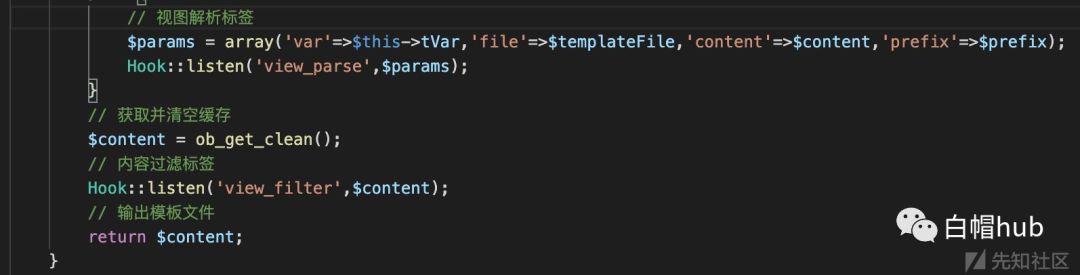 // 视图解析标签
$params = array('var'=>$this->tVar,'file'=>$templateFile,'content'=>$content,'prefix'=>$prefix);
Hook::listen('view_parse',$params);
}
// 获取并清空缓存
$content = ob_get_clean();
// 内容过滤标签
Hook::listen('view_filter',$content);
// 输出模板文件
return $content;
}
白帽hub
先知社区